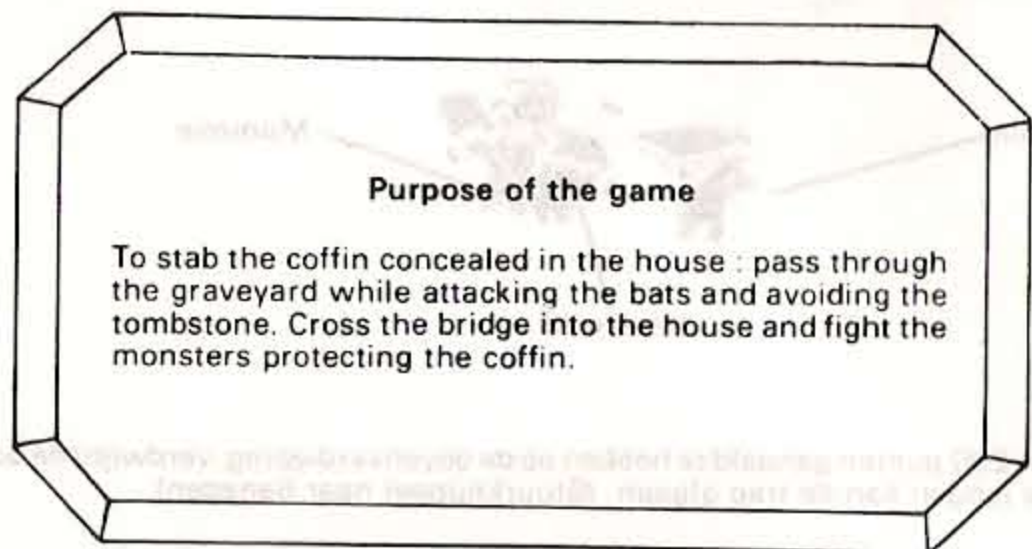 Purpose of the game
To stab the coffin concealed in the house : pass through
the graveyard while attacking the bats and avoiding the
tombstone. Cross the bridge into the house and fight the
monsters protecting the coffin.